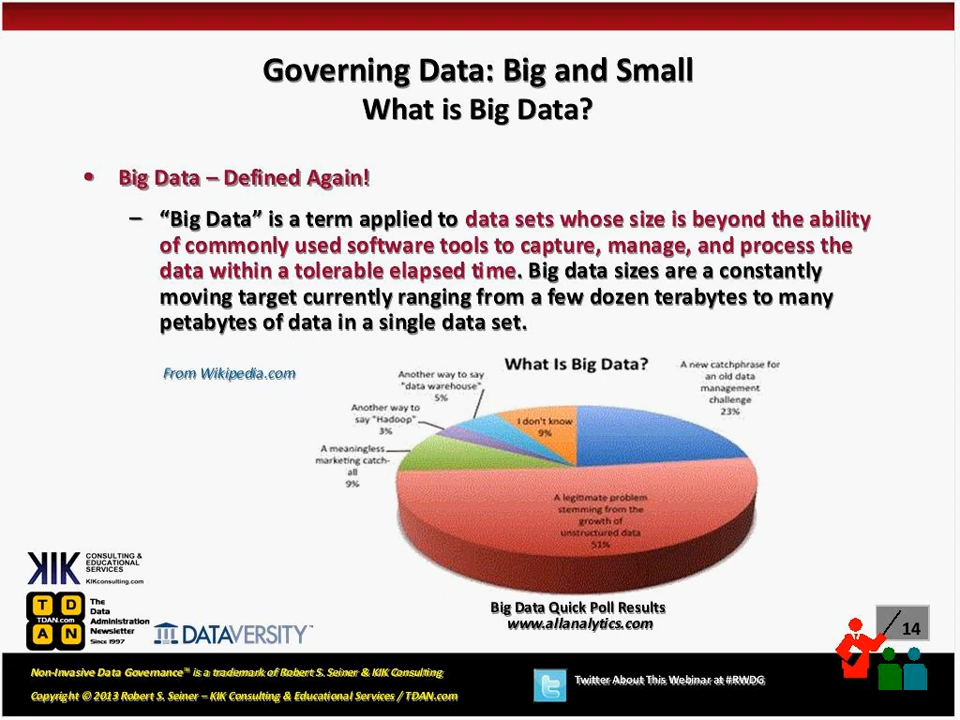 Governing Data: Big and Small
What is Big Data?
• Big Data – Defined Again!
– “Big Data” is a term applied to data sets whose size is beyond the ability
of commonly used software tools to capture, manage, and process the
data within a tolerable elapsed time. Big data sizes are a constantly
moving target currently ranging from a few dozen terabytes to many
petabytes of data in a single data set.
From Wikipedia.com
What Is Big Data?
A new catchphrase for
an old data
management
challenge
23%
Another way to say
"data warehouse"
5%
Another way to
say "Hadoop"
3%
I don't know
9%
A meaningless
marketing catch-
all
9%
A legitimate problem
stemming from the
growth of
unstructured data
51%
Big Data Quick Poll Results
www.allanalytics.com
KIK
CONSULTING &
EDUCATIONAL
SERVICES
KIKconsulting.com
T D
TDAN.com
A N
The
Data
Administration
Newsletter
Since 1997
DATAVERSITY™
14
Non-Invasive Data Governance™ is a trademark of Robert S. Seiner & KIK Consulting
Copyright © 2013 Robert S. Seiner – KIK Consulting & Educational Services / TDAN.com
Twitter About This Webinar at #RWDG